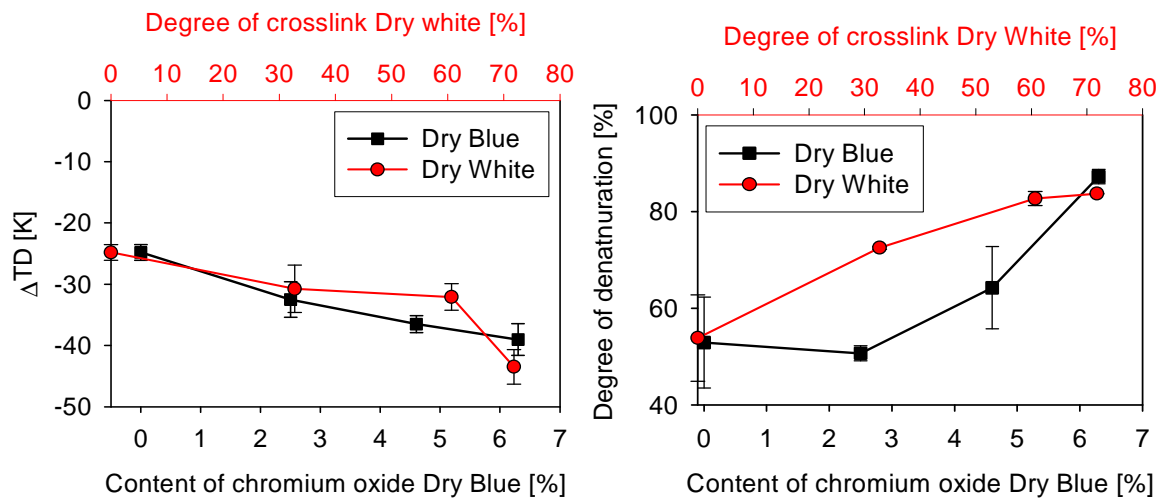 Degree of crosslink Dry white [%]
0 10 20 30 40 50 60 70 80
0
-10
-20
-30
-40
-50
ΔTD [K]
Dry Blue
Dry White
0 1 2 3 4 5 6 7
Content of chromium oxide Dry Blue [%]
Degree of crosslink Dry White [%]
0 10 20 30 40 50 60 70 80
100
80
60
40
Degree of denatnuration [%]
Dry Blue
Dry White
0 1 2 3 4 5 6 7
Content of chromium oxide Dry Blue [%]